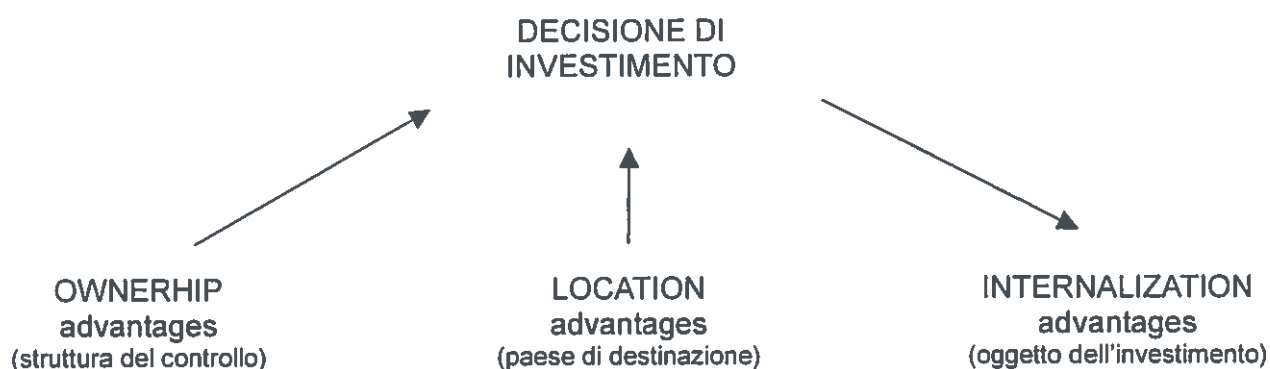 DECISIONE DI
INVESTIMENTO
OWNERHIP
advantages
(struttura del controllo)
LOCATION
advantages
(paese di destinazione)
INTERNALIZATION
advantages
(oggetto dell'investimento)